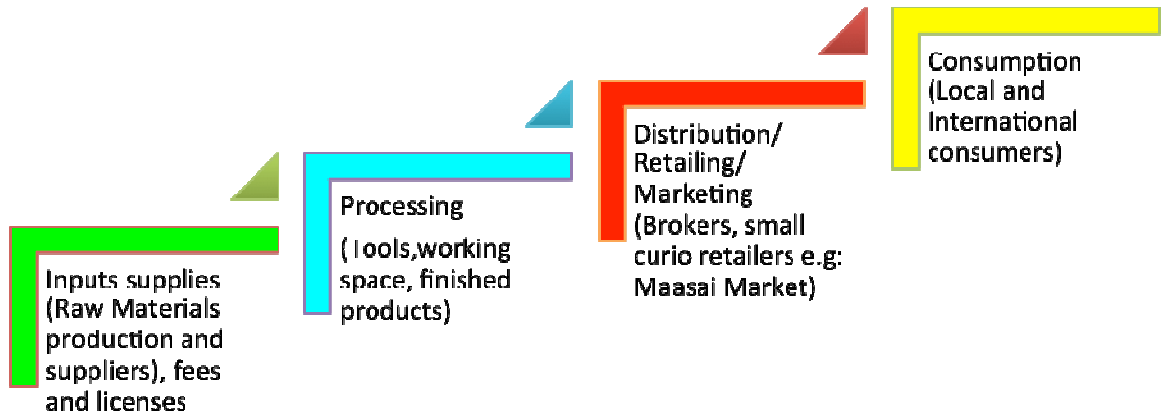 Inputs supplies
(Raw Materials
production and
suppliers), fees
and licenses
Processing
(Tools,working
space, finished
products)
Distribution/
Retailing/
Marketing
(Brokers, small
curio retailers e.g:
Maasai Market)
Consumption
(Local and
International
consumers)